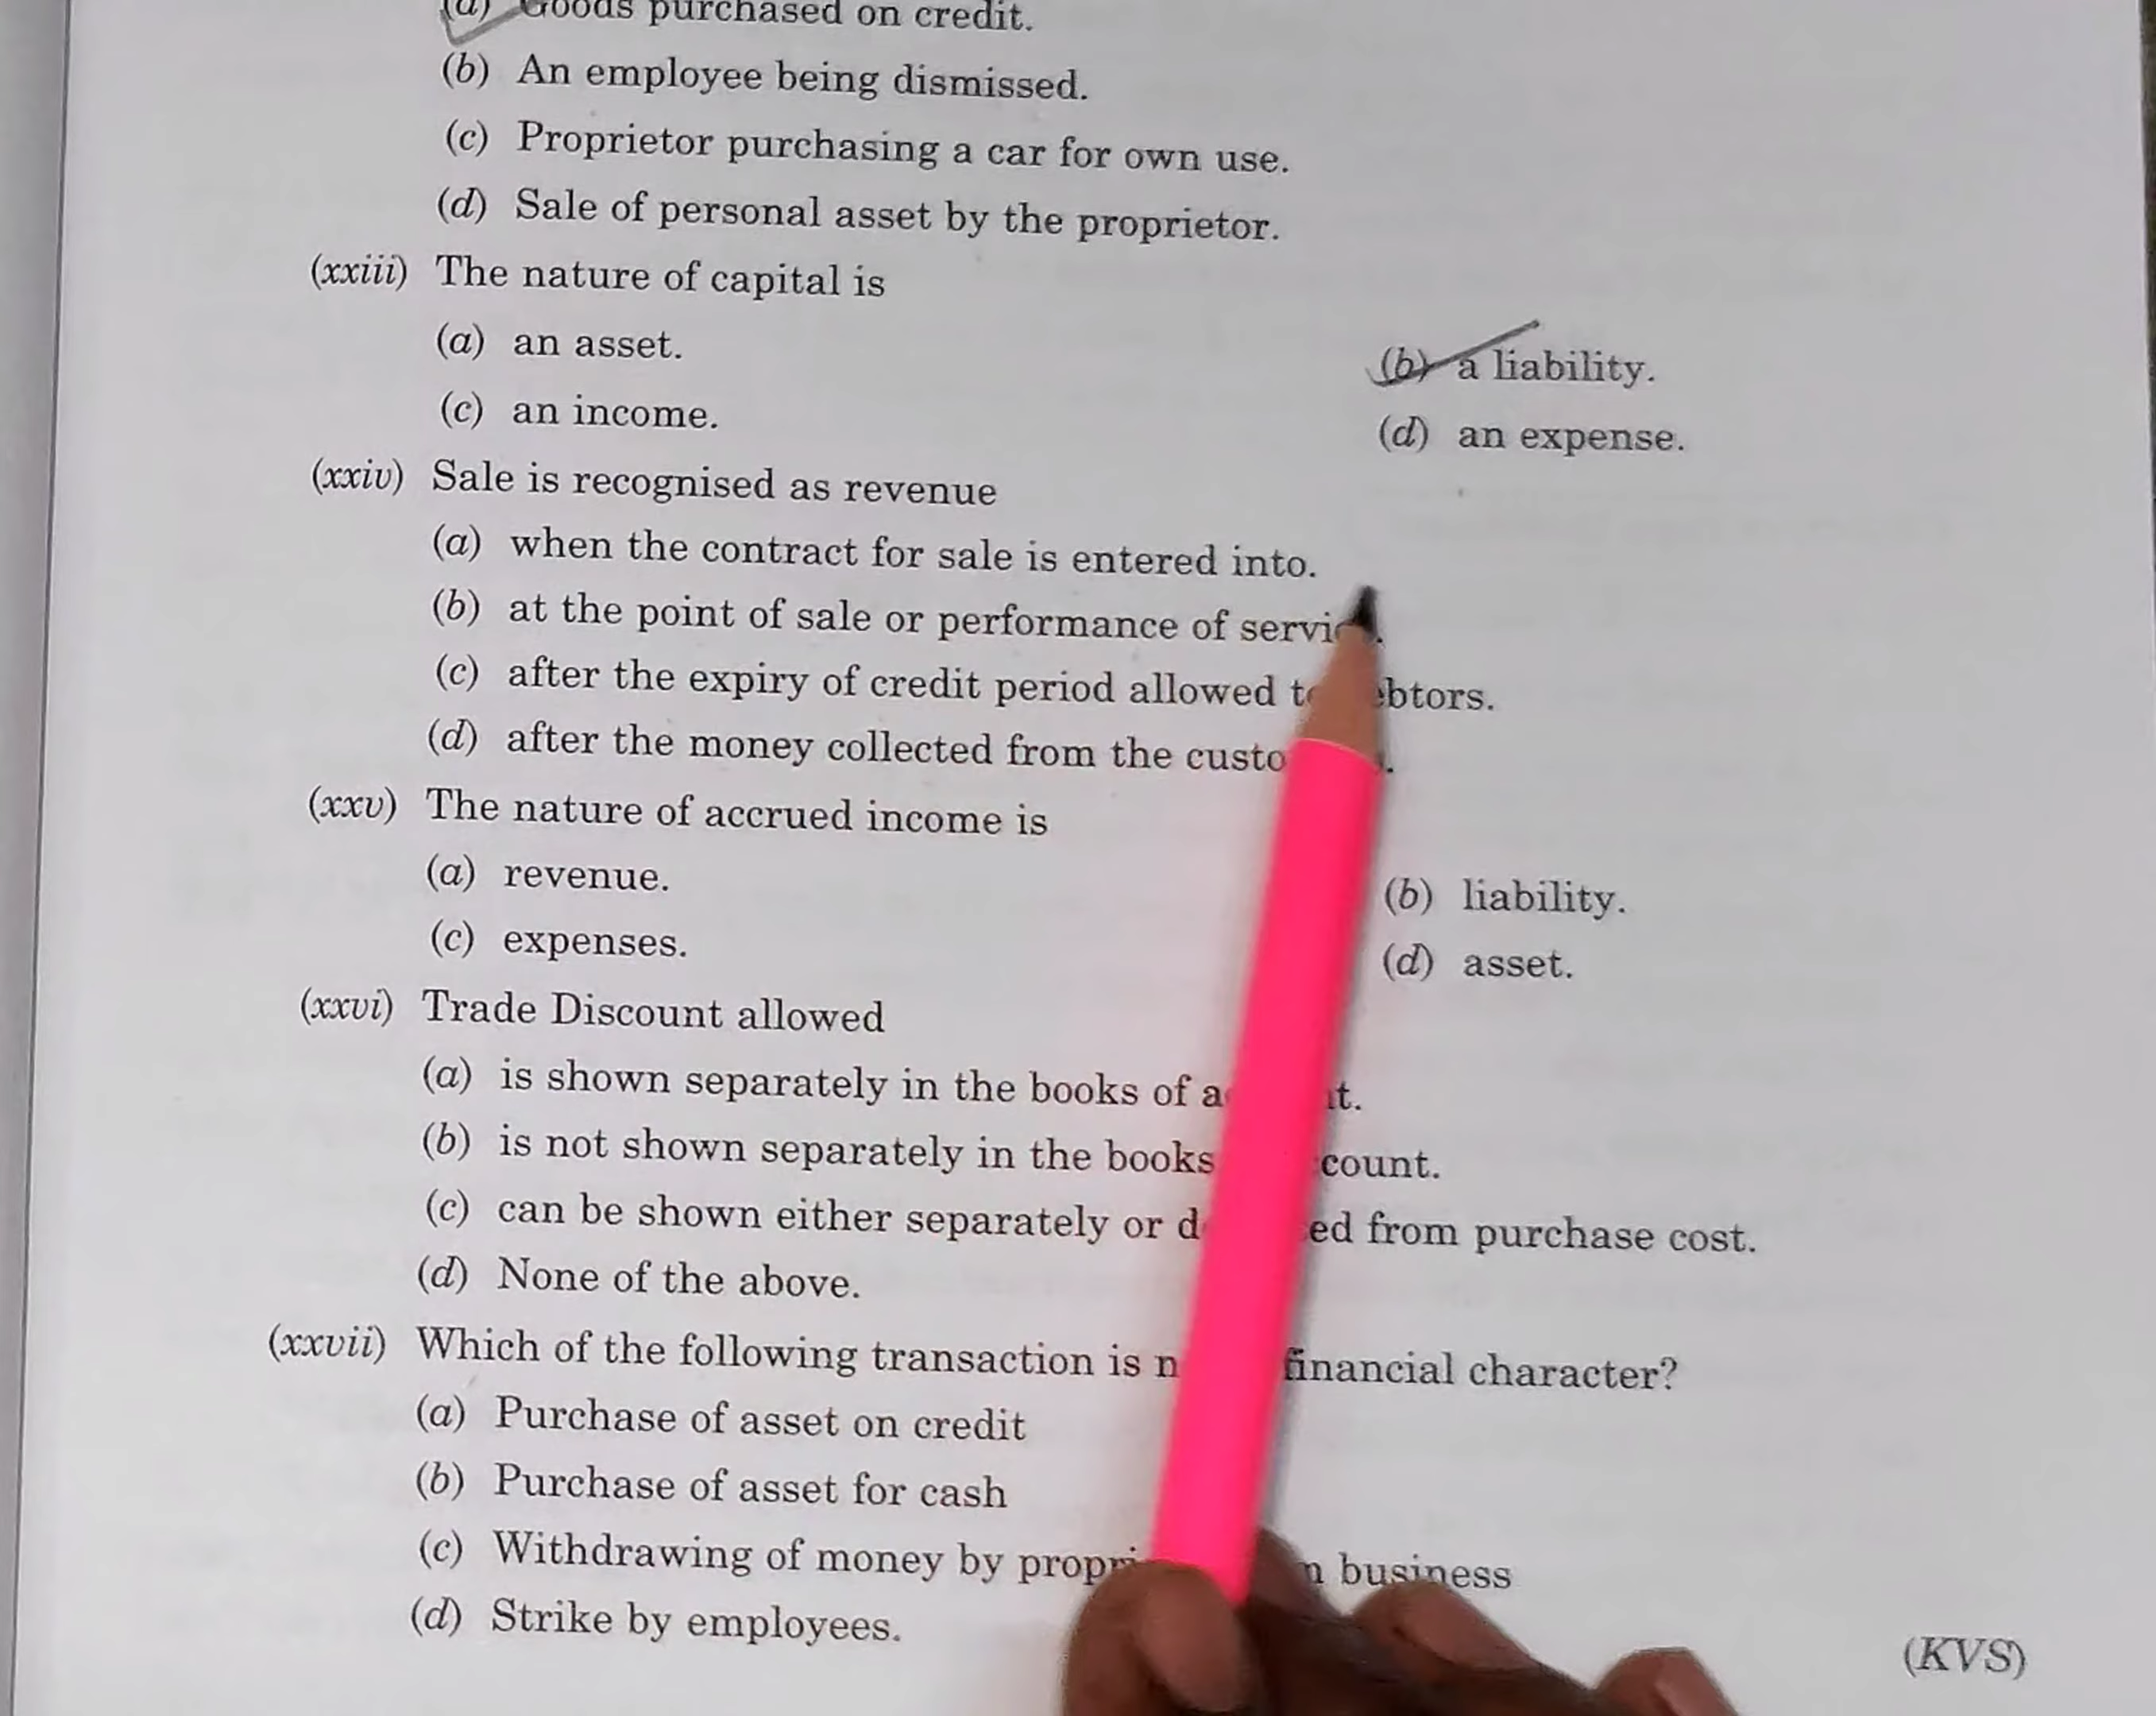 (a) Goods purchased on credit.
(b) An employee being dismissed.
(c) Proprietor purchasing a car for own use.
(d) Sale of personal asset by the proprietor.
(xxiii) The nature of capital is
(a) an asset. (b) a liability.
(c) an income. (d) an expense.
(xxiv) Sale is recognised as revenue
(a) when the contract for sale is entered into.
(b) at the point of sale or performance of
(c) after the expiry of credit period allowed
(d) after the money collected from the
(xxv) The nature of accrued income is
(a) revenue. (b) liability.
(c) expenses. (d) asset.
(xxvi) Trade Discount allowed
(a) is shown separately in the books of
(b) is not shown separately in the books
(c) can be shown either separately or from purchase cost.
(d) None of the above.
(xxvii) Which of the following transaction is financial character?
(a) Purchase of asset on credit
(b) Purchase of asset for cash
(c) Withdrawing of money by business
(d) Strike by employees.
(KVS)